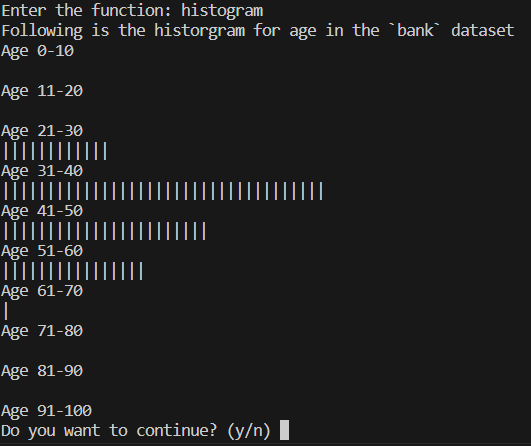 Enter the function: histogram
Following is the historgram for age in the `bank` dataset
Age 0-10
Age 11-20
Age 21-30
||||||||||||
Age 31-40
||||||||||||||||||||||||||||||||||||
Age 41-50
|||||||||||||||||||||||
Age 51-60
||||||||||||||||
Age 61-70
|
Age 71-80
Age 81-90
Age 91-100
Do you want to continue? (y/n)